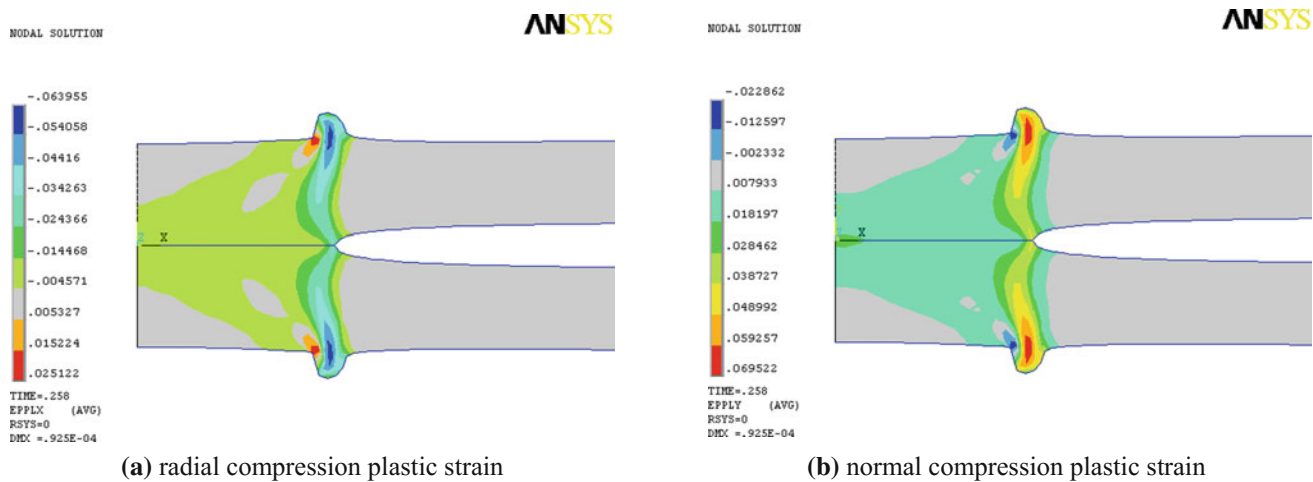 NODAL SOLUTION
ANSYS
-.063955
-.054058
-.04416
-.034263
-.024366
-.014468
-.004571
.005327
.015224
.025122
Z X
TIME=.258
EPPLX (AVG)
RSYS=0
DMX =.925E-04
(a) radial compression plastic strain
NODAL SOLUTION
ANSYS
-.022862
-.012597
-.002332
.007933
.018197
.028462
.038727
.048992
.059257
.069522
X
TIME=.258
EPPLY (AVG)
RSYS=0
DMX =.925E-04
(b) normal compression plastic strain